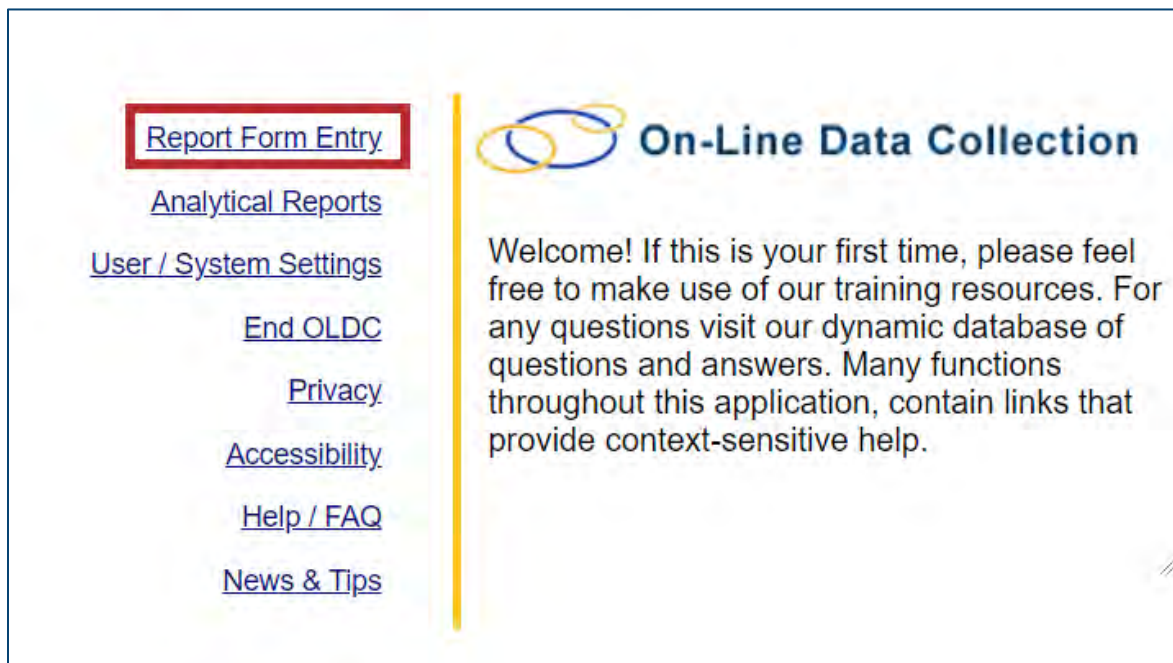 Report Form Entry
Analytical Reports
User / System Settings
End OLDC
Privacy
Accessibility
Help / FAQ
News & Tips
On-Line Data Collection
Welcome! If this is your first time, please feel
free to make use of our training resources. For
any questions visit our dynamic database of
questions and answers. Many functions
throughout this application, contain links that
provide context-sensitive help.